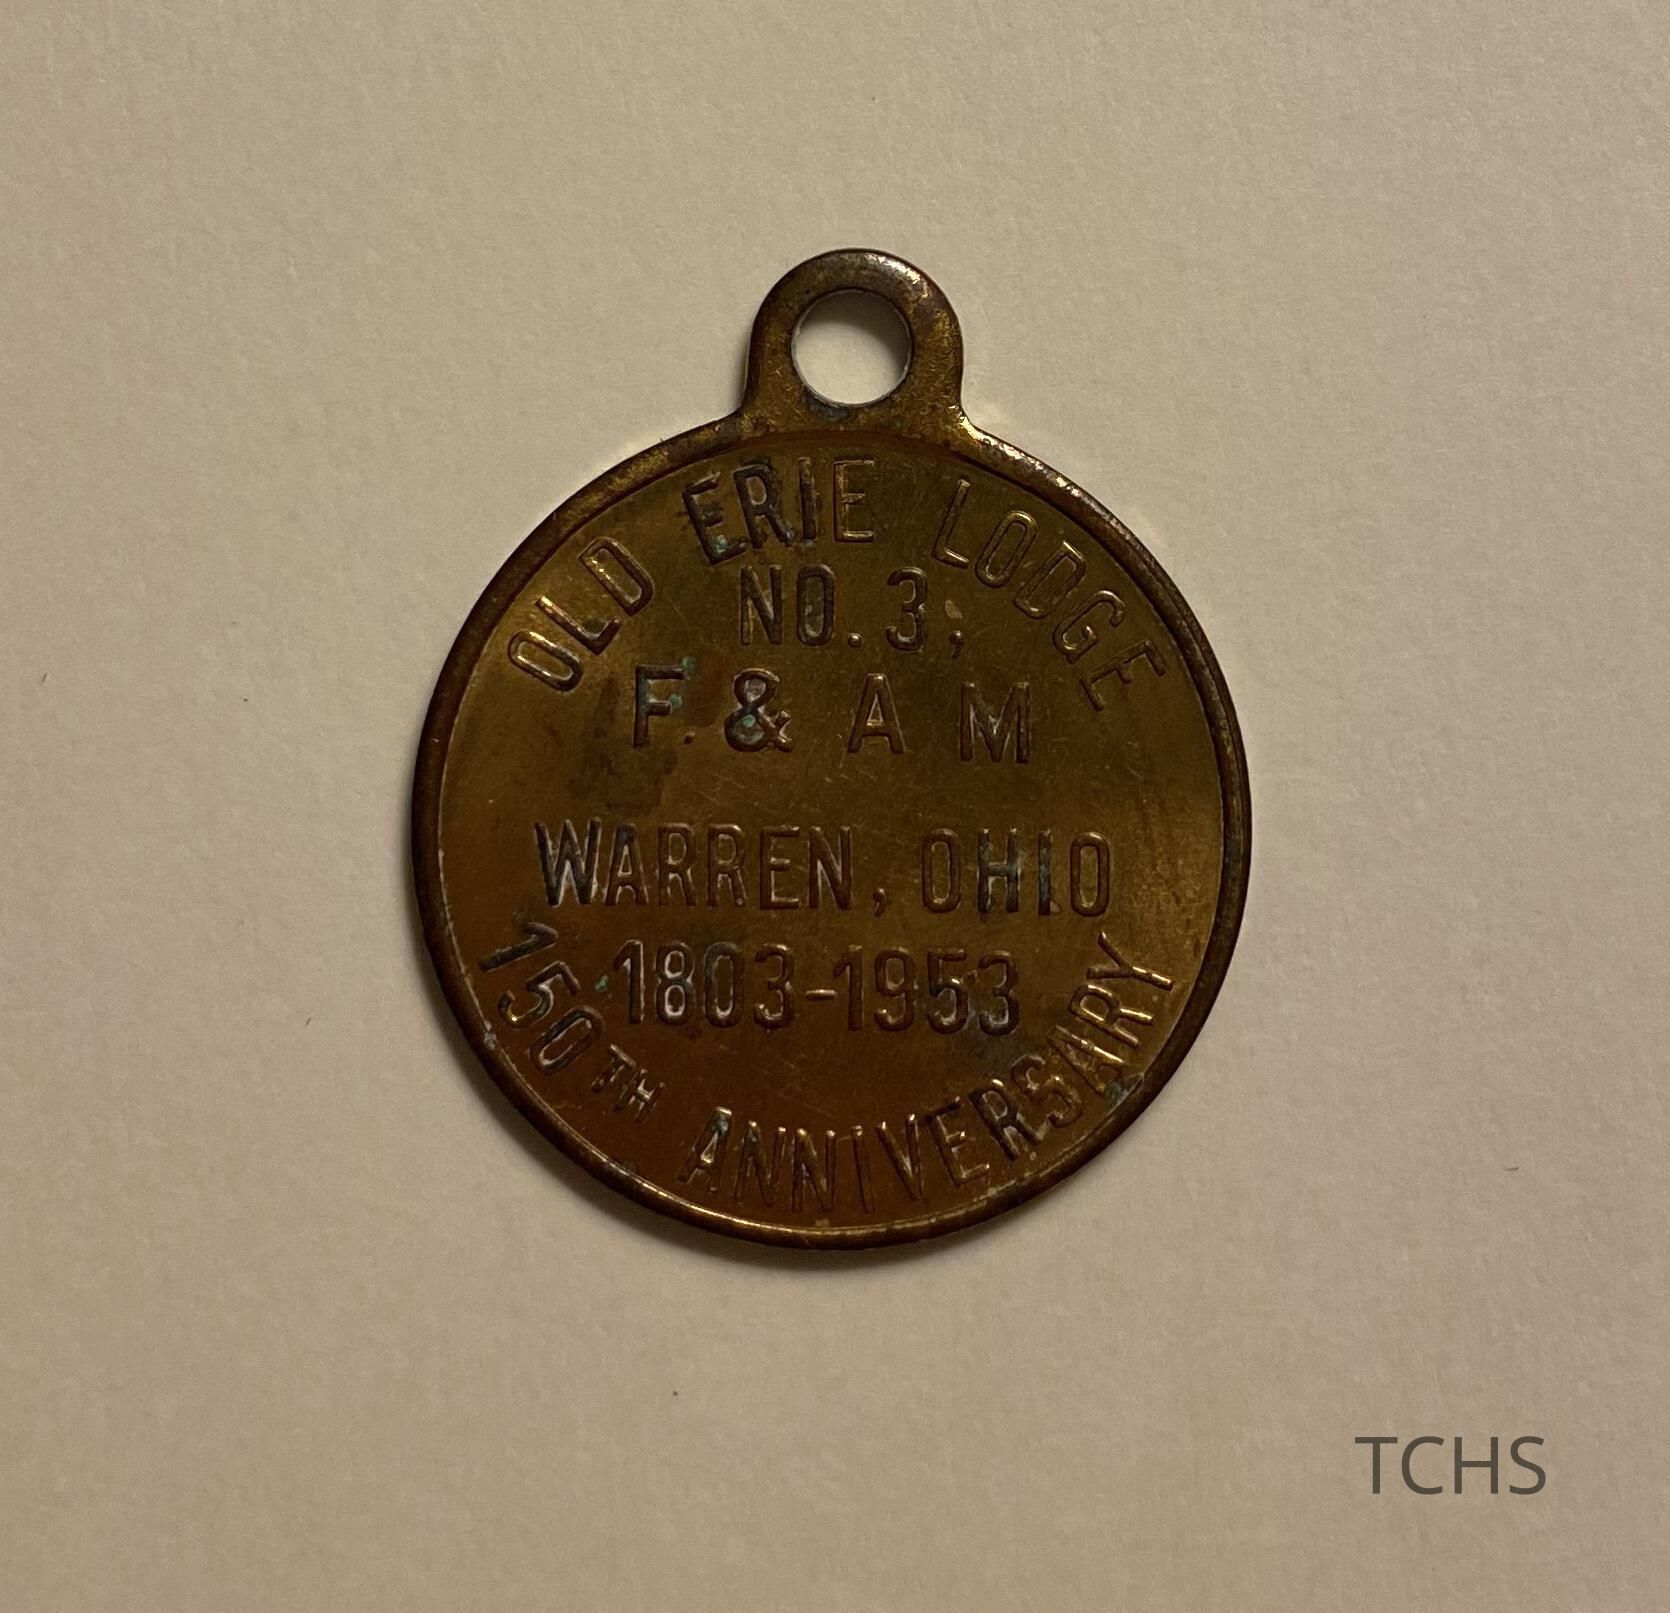 OLD ERIE LODGE
NO. 3,
F. & A M
WARREN, OHIO
1803-1953
150TH ANNIVERSARY
TCHS